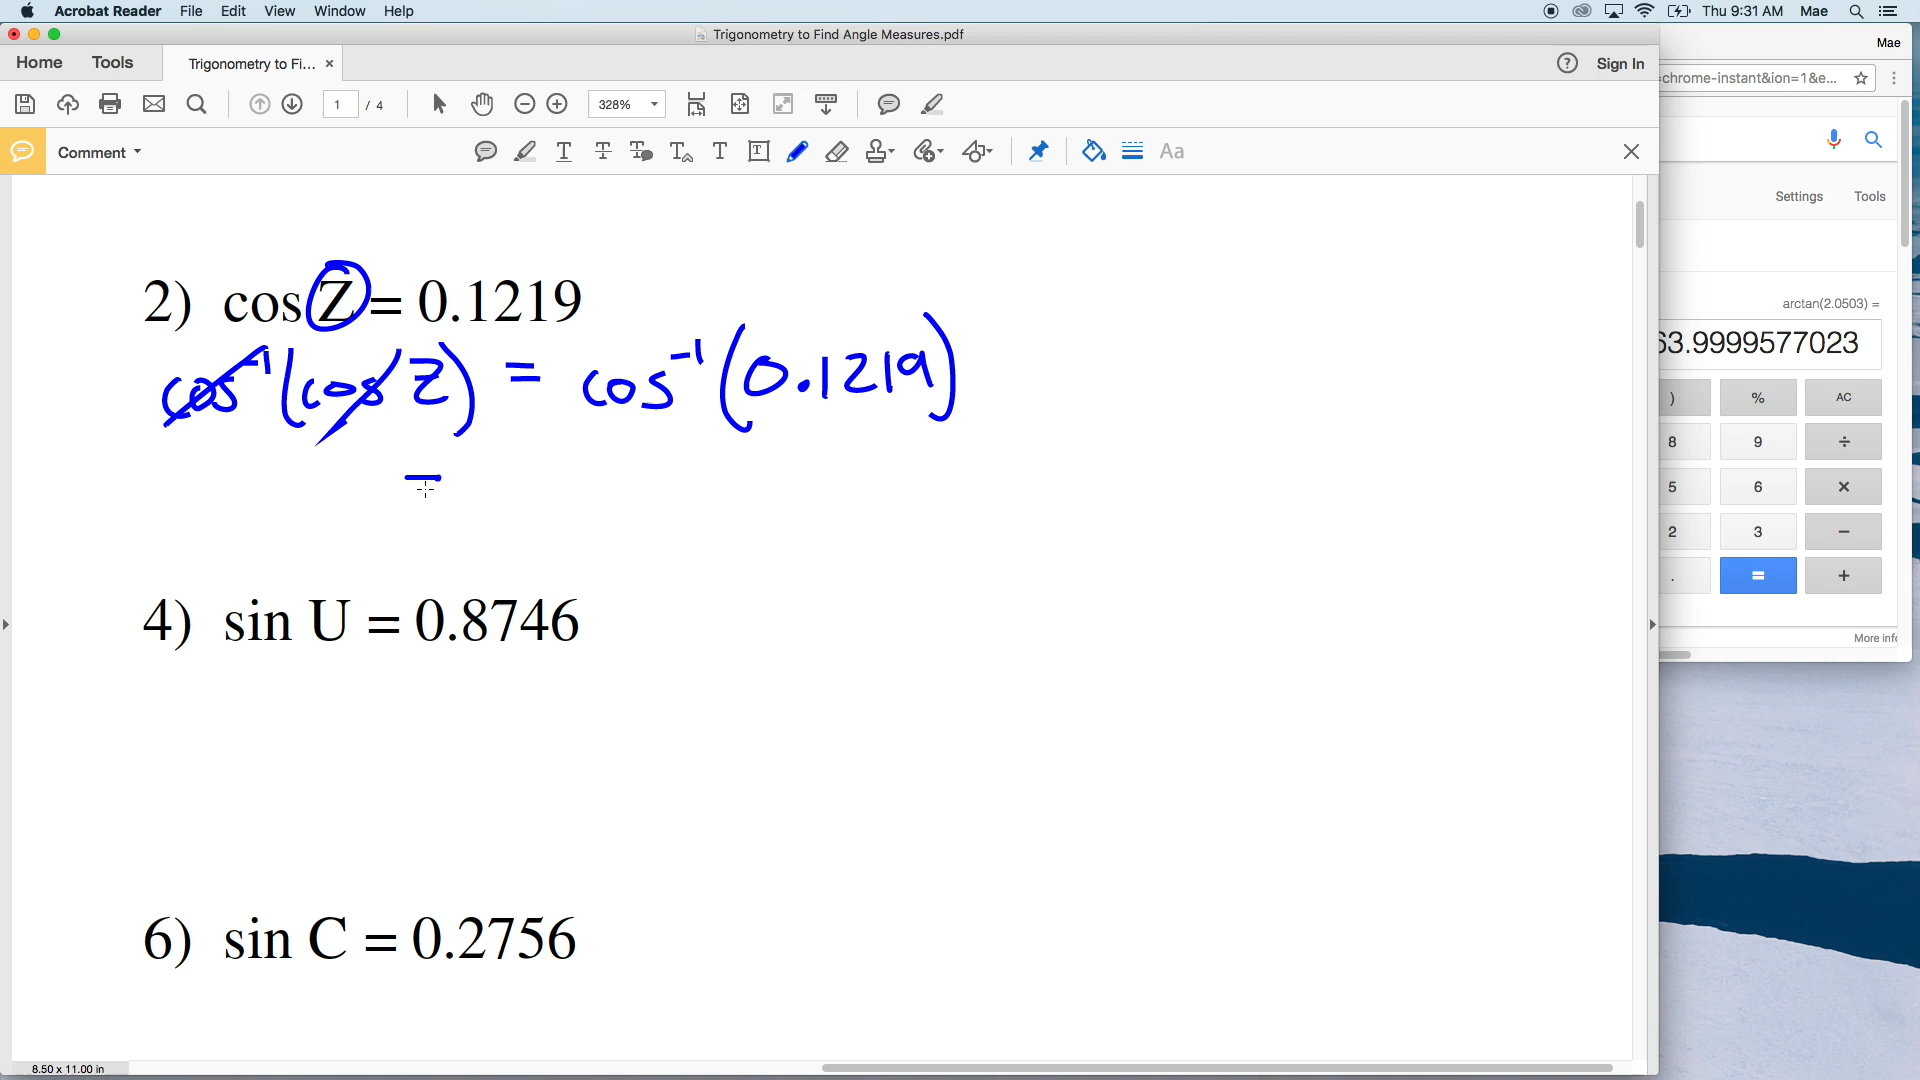 Acrobat Reader File Edit View Window Help Thu 9:31 AM Mae
Trigonometry to Find Angle Measures.pdf
Mae
Home Tools Trigonometry to Fi... × Sign In
=chrome-instant&ion=1&e...
1 / 4 328%
Comment
Aa
Settings Tools
2) cos Z = 0.1219
arctan(2.0503) =
63.9999577023
cos⁻¹(cos Z) = cos⁻¹(0.1219)
) % AC
8 9 ÷
5 6 ×
2 3 −
. = +
4) sin U = 0.8746
More info
6) sin C = 0.2756
8.50 x 11.00 in